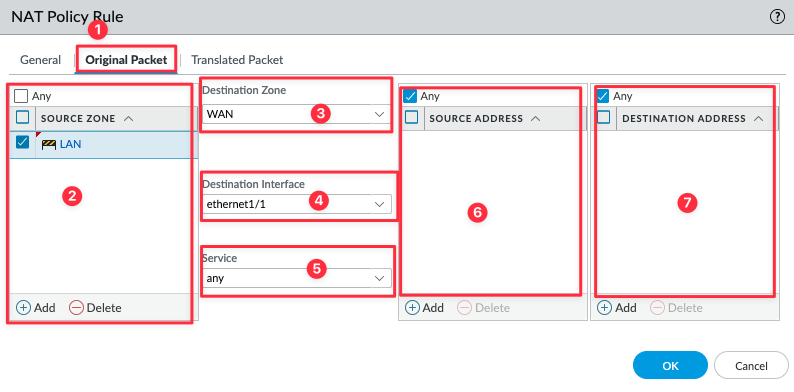 NAT Policy Rule
1
General
Original Packet
Translated Packet
Any
SOURCE ZONE
LAN
2
Add
Delete
Destination Zone
WAN
3
Destination Interface
ethernet1/1
4
Service
any
5
Any
SOURCE ADDRESS
6
Add
Delete
Any
DESTINATION ADDRESS
7
Add
Delete
OK
Cancel